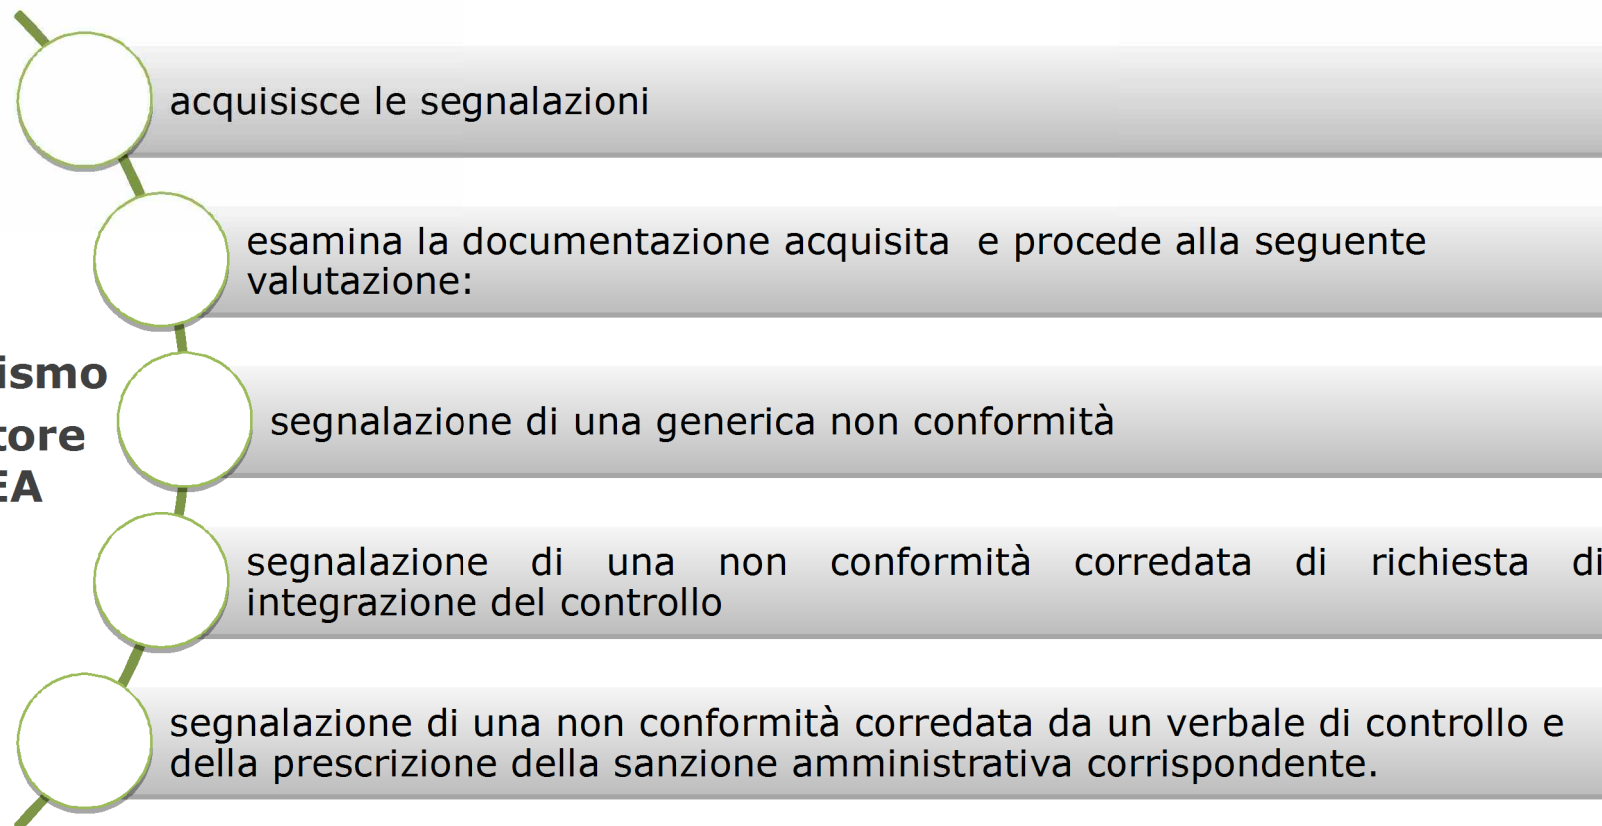 acquisisce le segnalazioni
esamina la documentazione acquisita e procede alla seguente
valutazione:
ismo
tore
EA
segnalazione di una generica non conformità
segnalazione di una non conformità corredata di richiesta di
integrazione del controllo
segnalazione di una non conformità corredata da un verbale di controllo e
della prescrizione della sanzione amministrativa corrispondente.